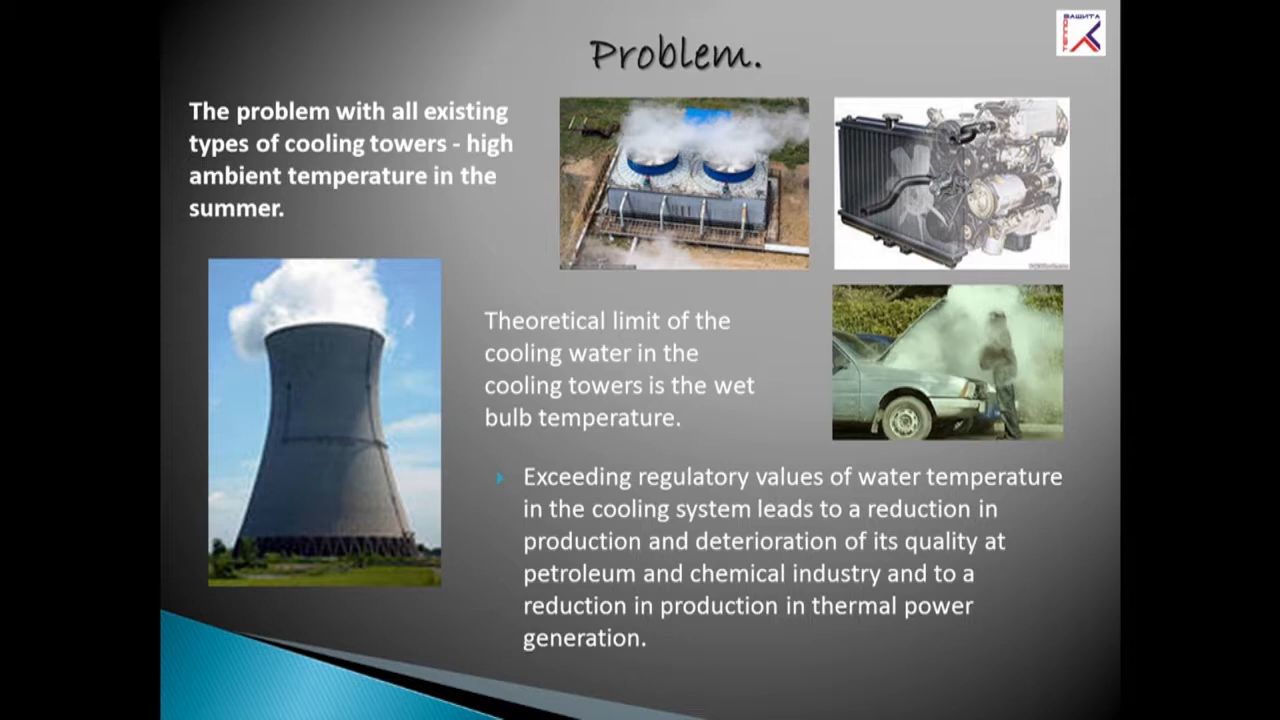 Problem.
ЗАЩИТА
ТЕПЛО
The problem with all existing
types of cooling towers - high
ambient temperature in the
summer.
Theoretical limit of the
cooling water in the
cooling towers is the wet
bulb temperature.
Exceeding regulatory values of water temperature
in the cooling system leads to a reduction in
production and deterioration of its quality at
petroleum and chemical industry and to a
reduction in production in thermal power
generation.